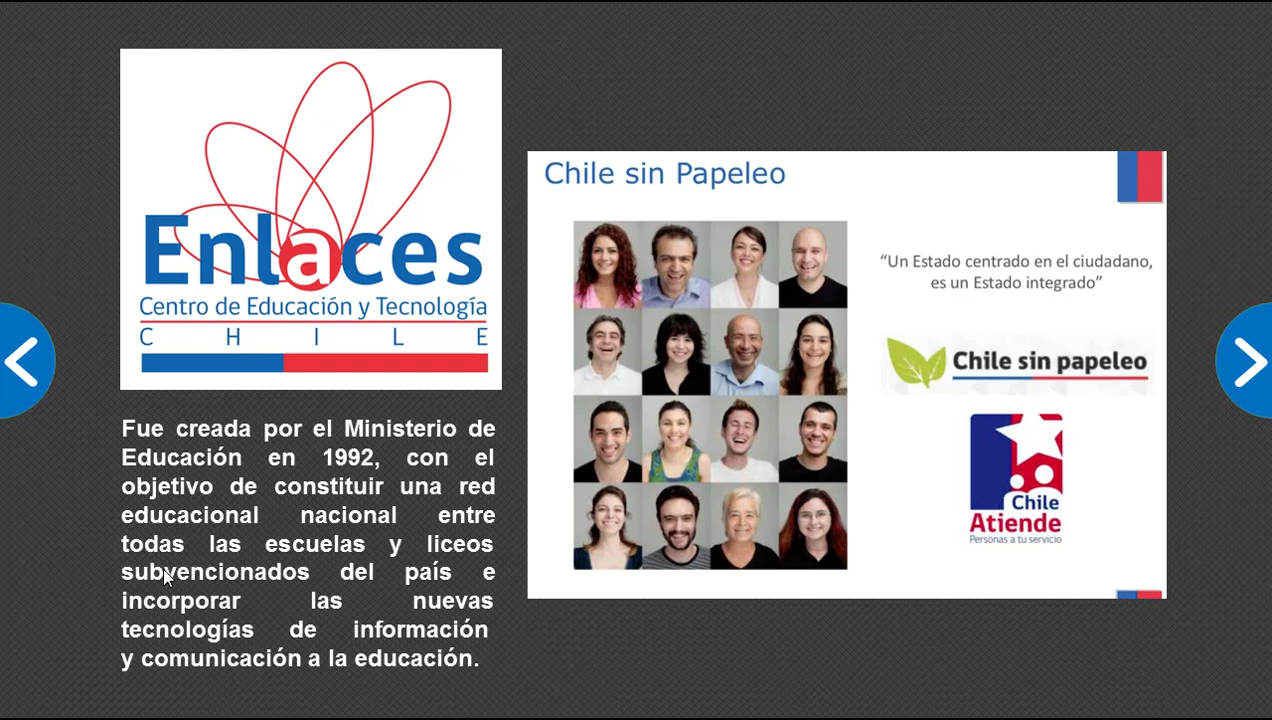 Enlaces
Centro de Educación y Tecnología
CHILE
Fue creada por el Ministerio de
Educación en 1992, con el
objetivo de constituir una red
educacional nacional entre
todas las escuelas y liceos
subvencionados del país e
incorporar las nuevas
tecnologías de información
y comunicación a la educación.
Chile sin Papeleo
“Un Estado centrado en el ciudadano,
es un Estado integrado”
Chile sin papeleo
Chile
Atiende
Personas a tu servicio